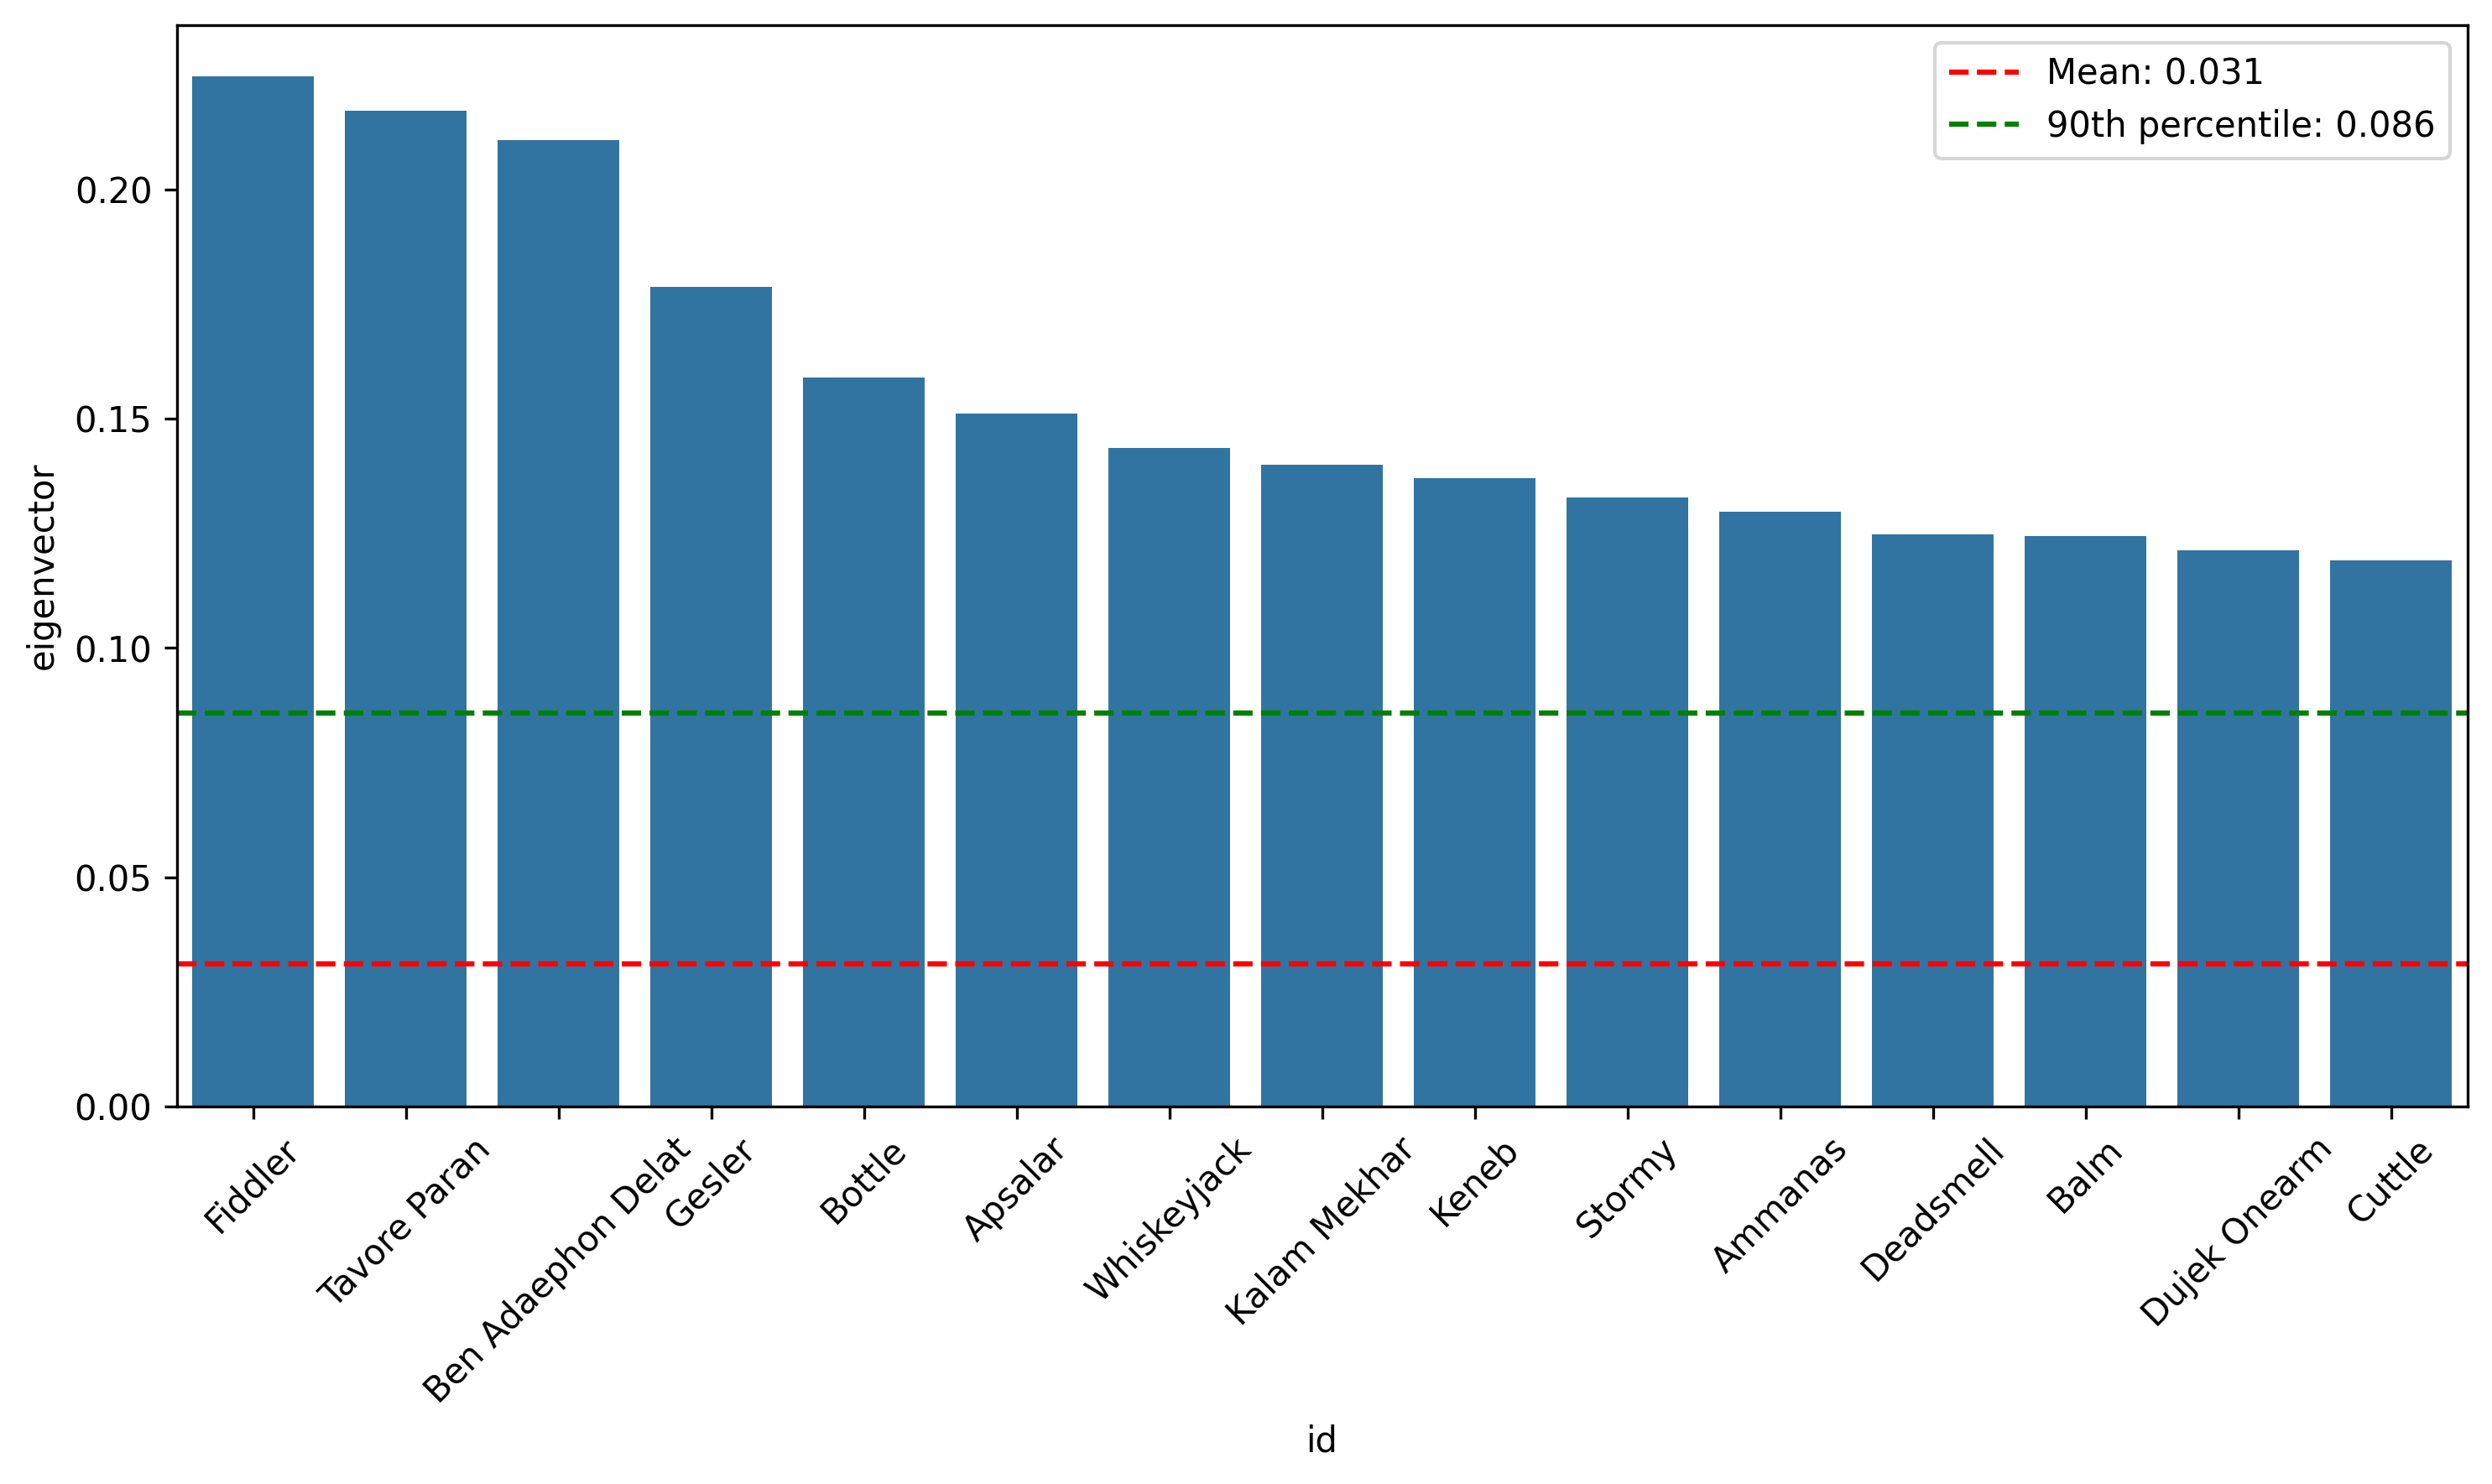 Mean: 0.031
90th percentile: 0.086
eigenvector
0.20
0.15
0.10
0.05
0.00
Fiddler
Tavore Paran
Ben Adaephon Delat
Gesler
Bottle
Apsalar
Whiskeyjack
Kalam Mekhar
Keneb
Stormy
Ammanas
Deadsmell
Balm
Dujek Onearm
Cuttle
id